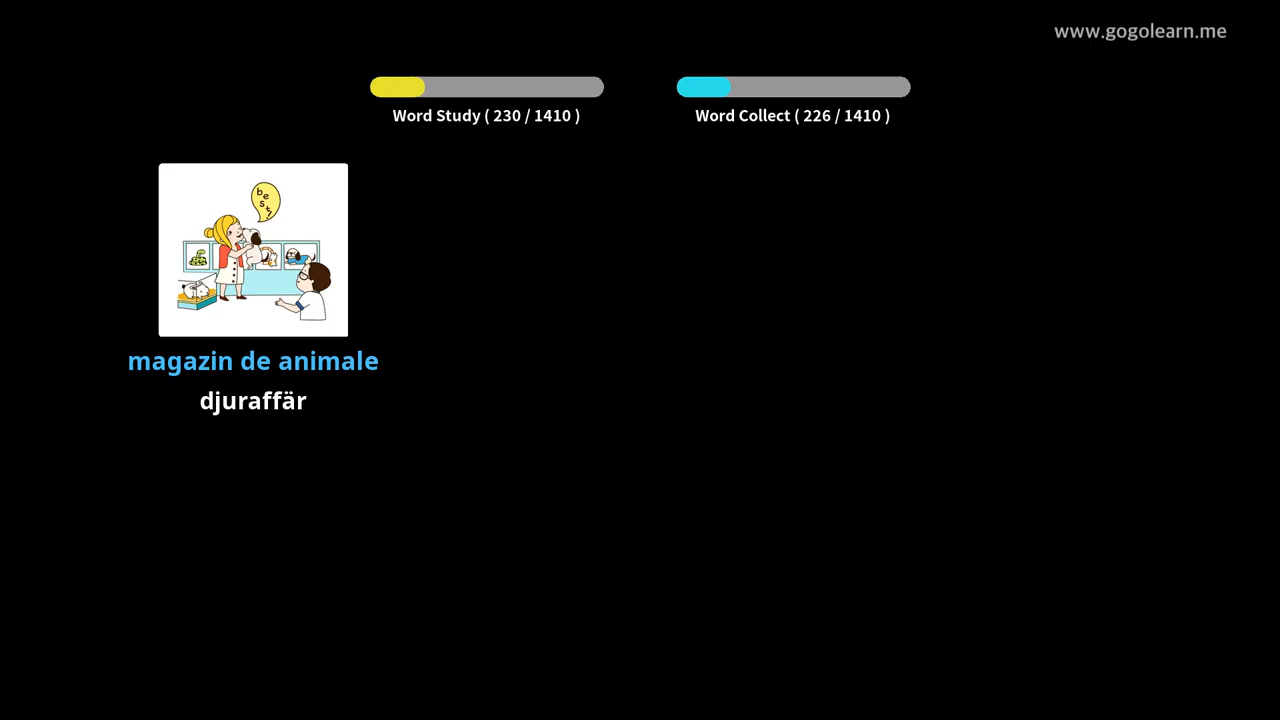 www.gogolearn.me
Word Study ( 230 / 1410 )
Word Collect ( 226 / 1410 )
best!
magazin de animale
djuraffär